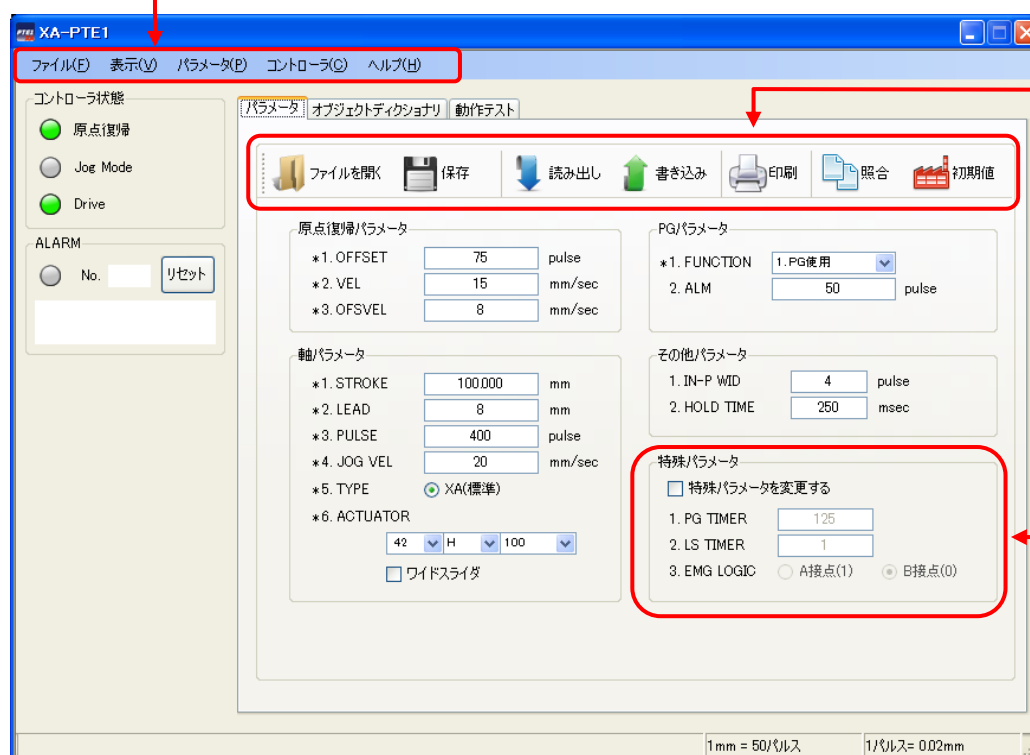 XA-PTE1
ファイル(F) 表示(V) パラメータ(P) コントローラ(C) ヘルプ(H)
コントローラ状態
原点復帰
Jog Mode
Drive
ALARM
No. リセット
パラメータ オブジェクトディクショナリ 動作テスト
ファイルを開く 保存 読み出し 書き込み 印刷 照合 初期値
原点復帰パラメータ
*1. OFFSET 75 pulse
*2. VEL 15 mm/sec
*3. OFSVEL 8 mm/sec
PGパラメータ
*1. FUNCTION 1.PG使用
2. ALM 50 pulse
軸パラメータ
*1. STROKE 100.000 mm
*2. LEAD 8 mm
*3. PULSE 400 pulse
*4. JOG VEL 20 mm/sec
*5. TYPE XA(標準)
*6. ACTUATOR
42 H 100
ワイドスライダ
その他パラメータ
1. IN-P WID 4 pulse
2. HOLD TIME 250 msec
特殊パラメータ
特殊パラメータを変更する
1. PG TIMER 125
2. LS TIMER 1
3. EMG LOGIC A接点(1) B接点(0)
1mm = 50パルス 1パルス= 0.02mm